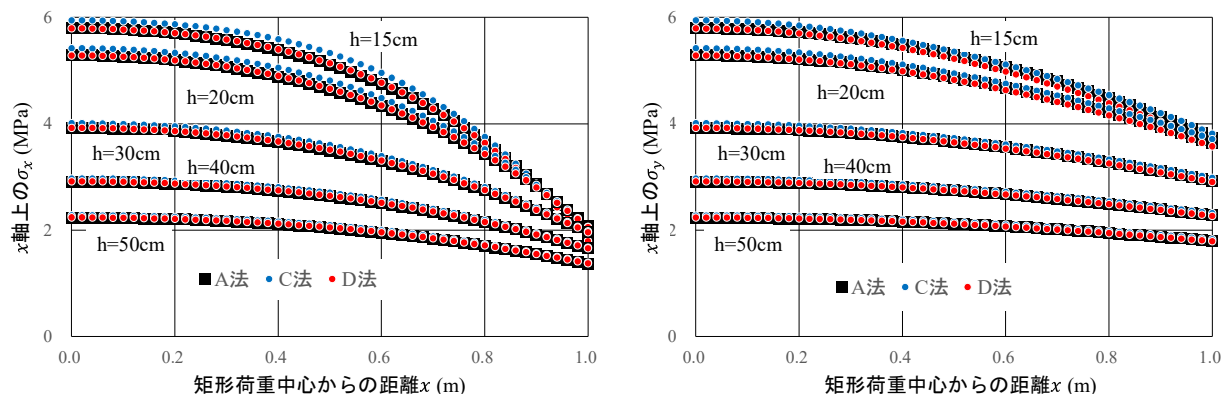 6
4
2
0
x軸上のσx (MPa)
h=15cm
h=20cm
h=30cm
h=40cm
h=50cm
A法 C法 D法
0.0 0.2 0.4 0.6 0.8 1.0
矩形荷重中心からの距離x (m)
6
4
2
0
x軸上のσy (MPa)
h=15cm
h=20cm
h=30cm
h=40cm
h=50cm
A法 C法 D法
0.0 0.2 0.4 0.6 0.8 1.0
矩形荷重中心からの距離x (m)